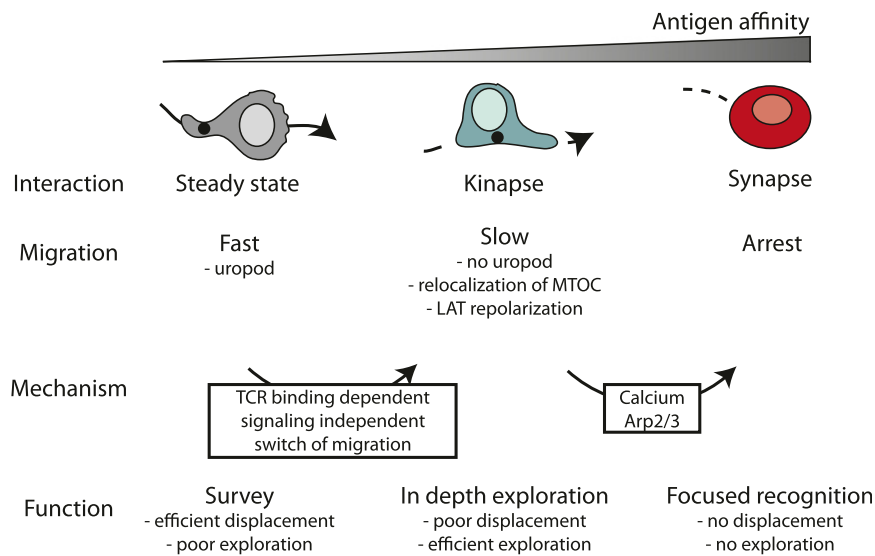 Antigen affinity
Interaction Steady state Kinapse Synapse
Migration Fast Slow Arrest
- uropod - no uropod
- relocalization of MTOC
- LAT repolarization
Mechanism
TCR binding dependent
signaling independent
switch of migration
Calcium
Arp2/3
Function Survey In depth exploration Focused recognition
- efficient displacement - poor displacement - no displacement
- poor exploration - efficient exploration - no exploration